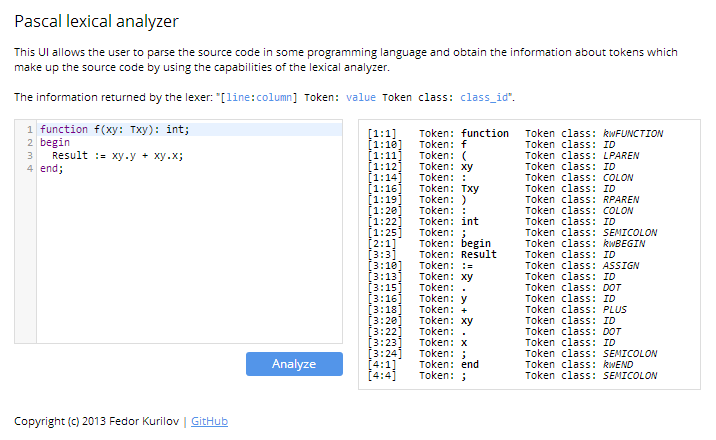 Pascal lexical analyzer
This UI allows the user to parse the source code in some programming language and obtain the information about tokens which
make up the source code by using the capabilities of the lexical analyzer.
The information returned by the lexer: "[line:column] Token: value Token class: class_id".
1 function f(xy: Txy): int;
2 begin
3   Result := xy.y + xy.x;
4 end;
Analyze
[1:1] Token: function Token class: kwFUNCTION
[1:10] Token: f Token class: ID
[1:11] Token: ( Token class: LPAREN
[1:12] Token: xy Token class: ID
[1:14] Token: : Token class: COLON
[1:16] Token: Txy Token class: ID
[1:19] Token: ) Token class: RPAREN
[1:20] Token: : Token class: COLON
[1:22] Token: int Token class: ID
[1:25] Token: ; Token class: SEMICOLON
[2:1] Token: begin Token class: kwBEGIN
[3:3] Token: Result Token class: ID
[3:10] Token: := Token class: ASSIGN
[3:13] Token: xy Token class: ID
[3:15] Token: . Token class: DOT
[3:16] Token: y Token class: ID
[3:18] Token: + Token class: PLUS
[3:20] Token: xy Token class: ID
[3:22] Token: . Token class: DOT
[3:23] Token: x Token class: ID
[3:24] Token: ; Token class: SEMICOLON
[4:1] Token: end Token class: kwEND
[4:4] Token: ; Token class: SEMICOLON
Copyright (c) 2013 Fedor Kurilov | GitHub